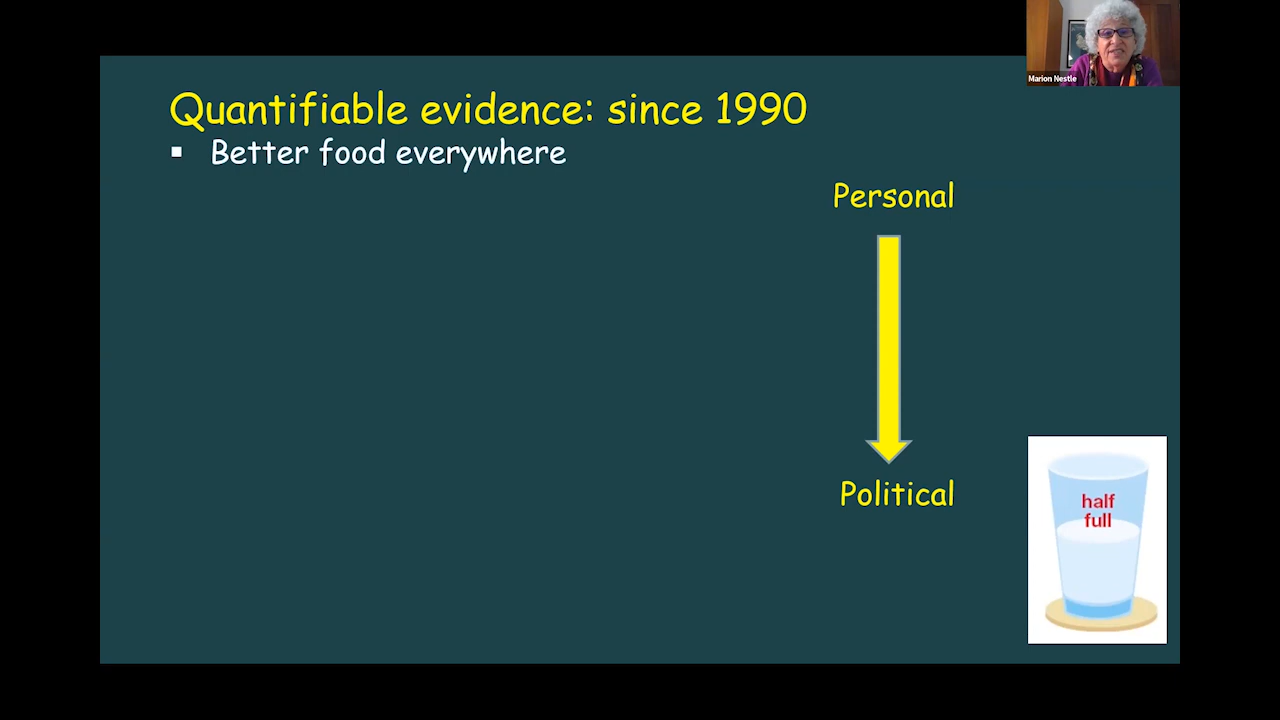 Marion Nestle
Quantifiable evidence: since 1990
▪ Better food everywhere
Personal
Political
half
full